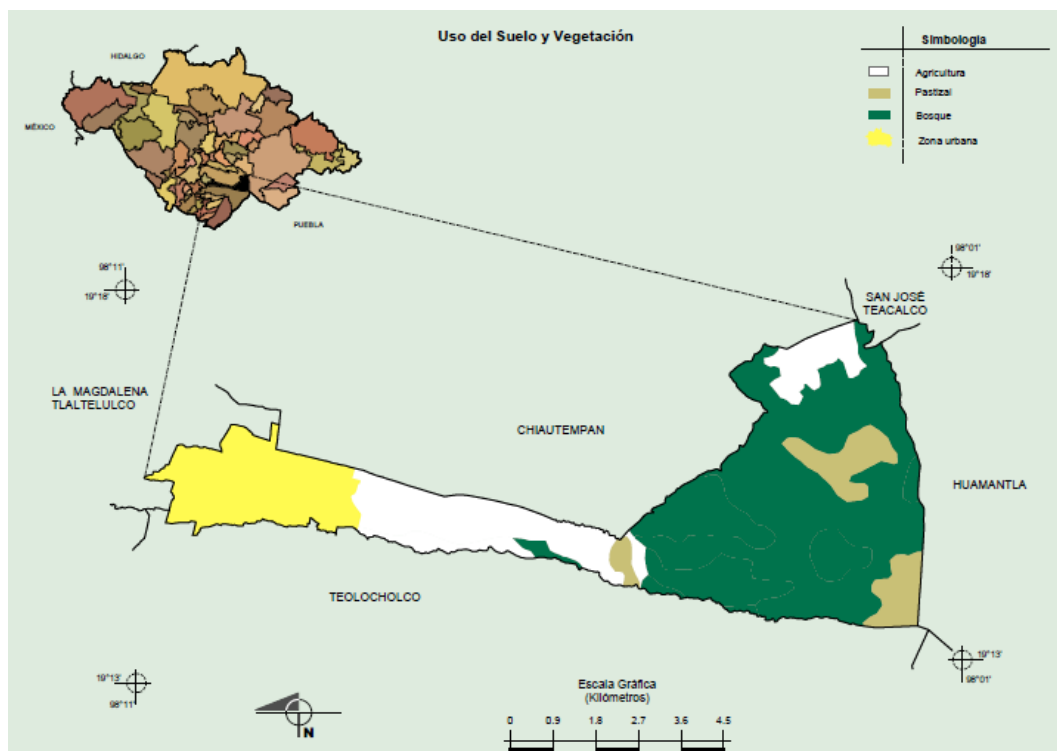 Uso del Suelo y Vegetación
Simbología
Agricultura
Pastizal
Bosque
Zona urbana
HIDALGO
MÉXICO
PUEBLA
98°11'
19°18'
98°01'
19°18'
SAN JOSÉ
TEACALCO
LA MAGDALENA
TLALTELULCO
CHIAUTEMPAN
HUAMANTLA
TEOLOCHOLCO
19°13'
98°11'
19°13'
98°01'
N
Escala Gráfica
(Kilómetros)
0 0.9 1.8 2.7 3.6 4.5